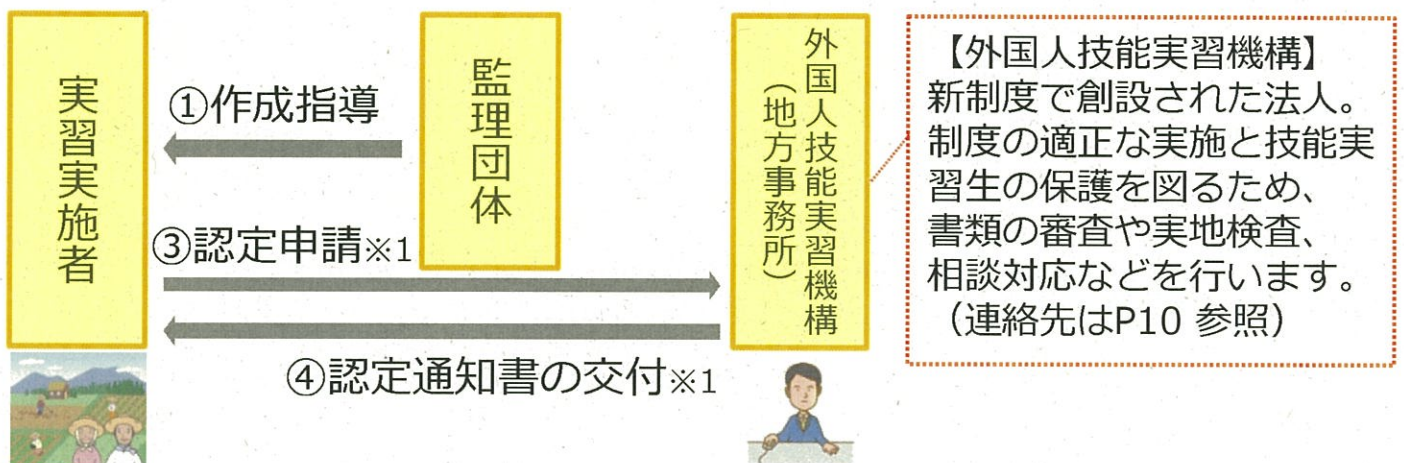 実習実施者
①作成指導
監理団体
③認定申請※1
④認定通知書の交付※1
外国人技能実習機構
（地方事務所）
【外国人技能実習機構】
新制度で創設された法人。
制度の適正な実施と技能実
習生の保護を図るため、
書類の審査や実地検査、
相談対応などを行います。
（連絡先はP10 参照）